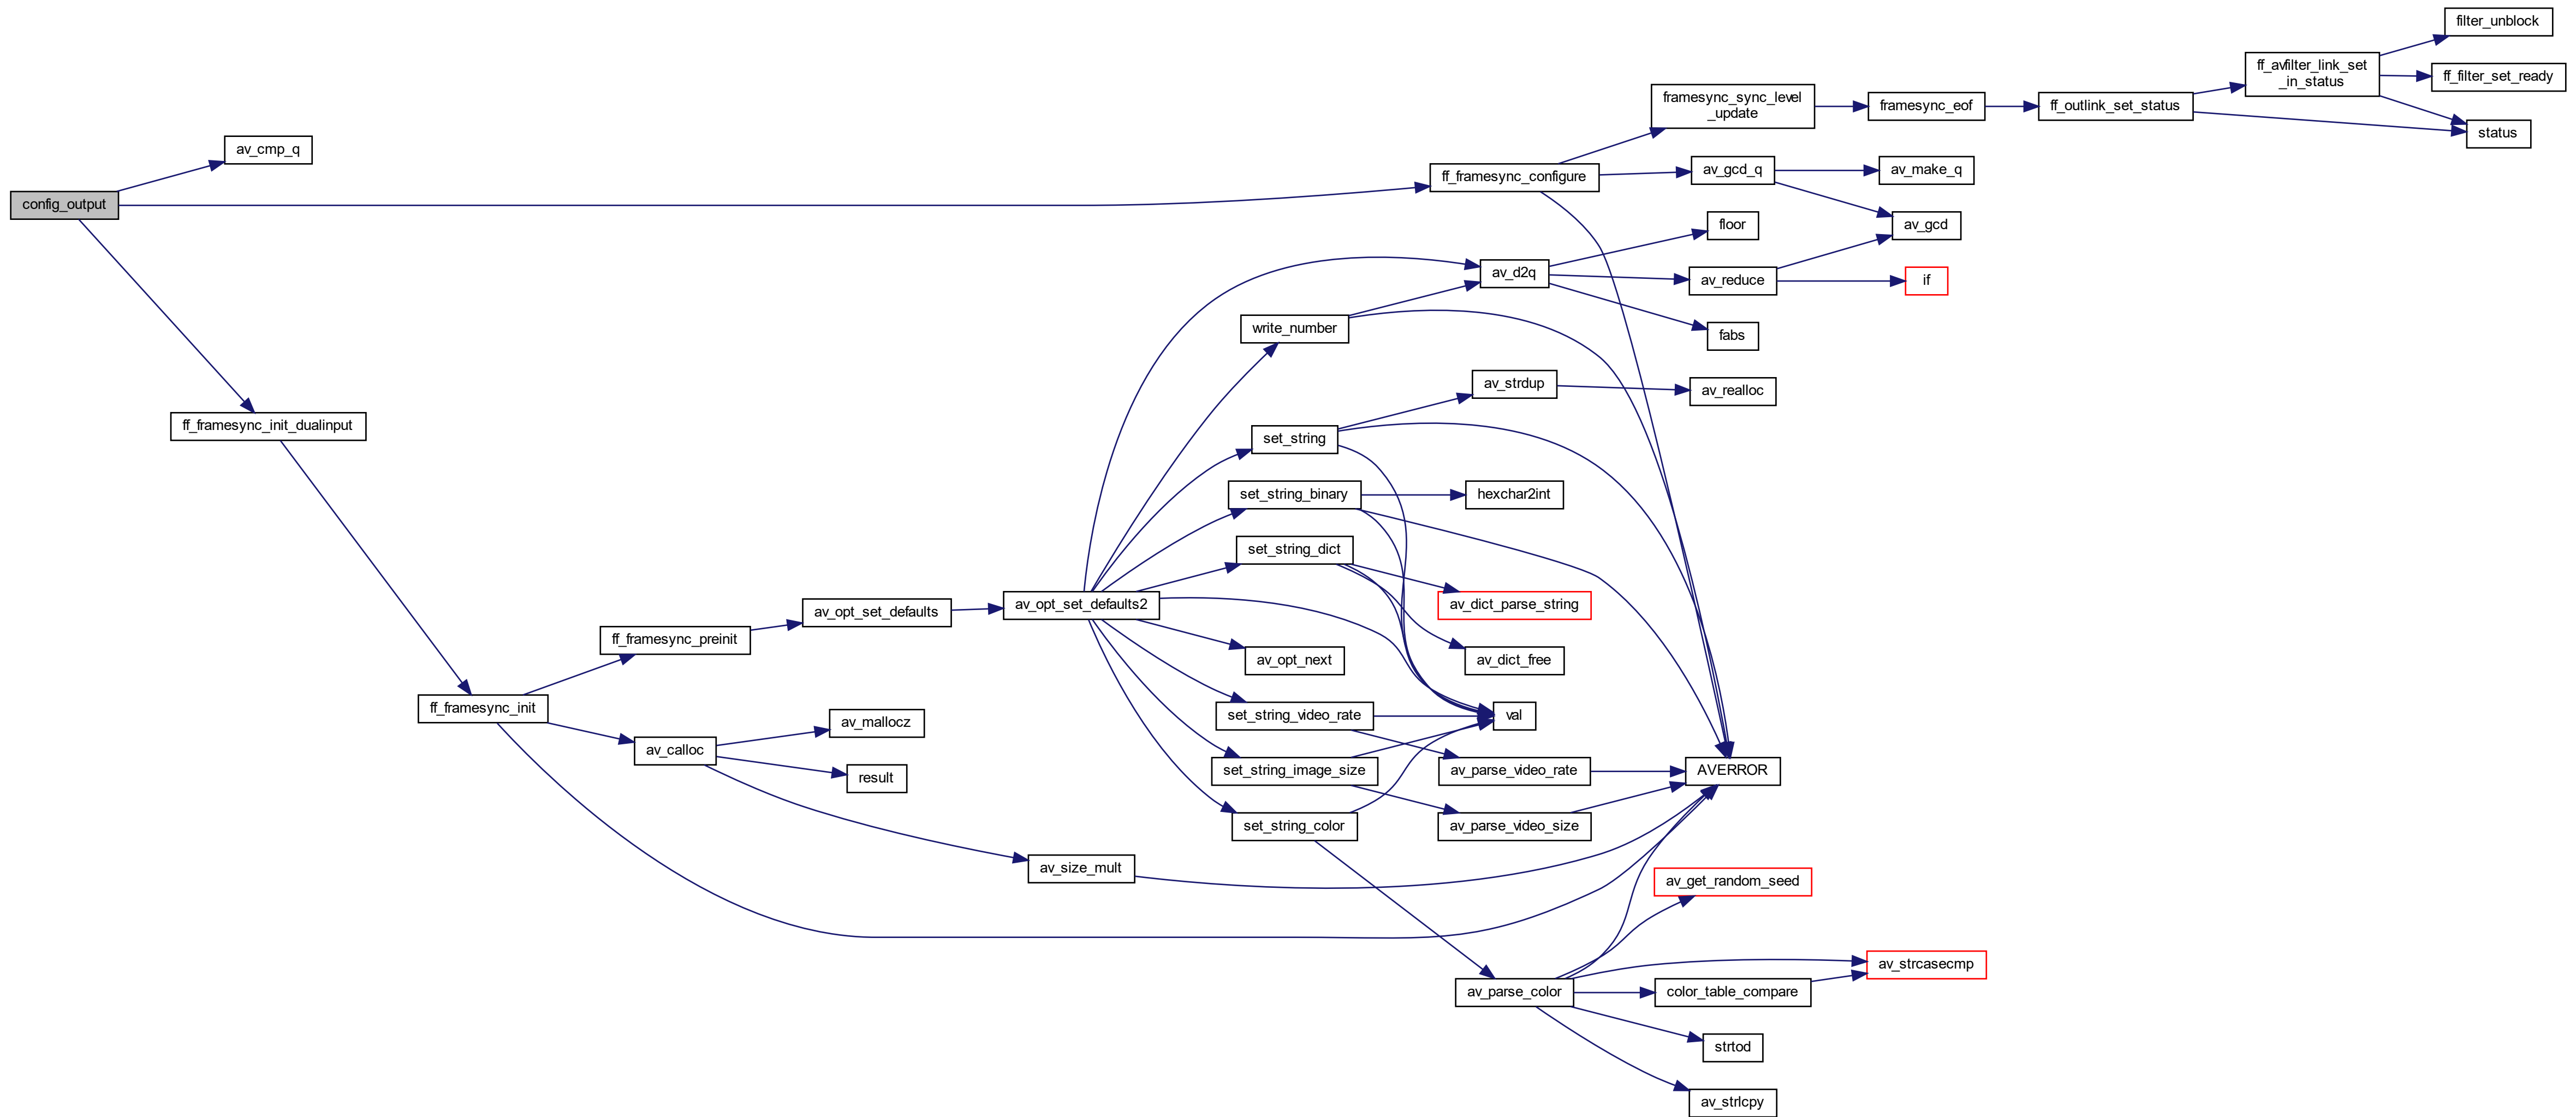 filter_unblock
ff_avfilter_link_set
_in_status
ff_filter_set_ready
framesync_sync_level
_update
framesync_eof
ff_outlink_set_status
status
av_cmp_q
ff_framesync_configure
av_gcd_q
av_make_q
config_output
floor
av_gcd
av_d2q
av_reduce
if
write_number
fabs
av_strdup
av_realloc
ff_framesync_init_dualinput
set_string
set_string_binary
hexchar2int
set_string_dict
av_opt_set_defaults
av_opt_set_defaults2
av_dict_parse_string
ff_framesync_preinit
av_opt_next
av_dict_free
ff_framesync_init
av_mallocz
set_string_video_rate
val
av_calloc
result
set_string_image_size
av_parse_video_rate
AVERROR
set_string_color
av_parse_video_size
av_size_mult
av_get_random_seed
av_strcasecmp
av_parse_color
color_table_compare
strtod
av_strlcpy